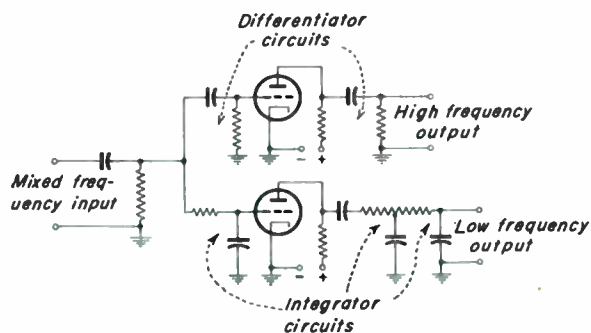 Differentiator
circuits
High frequency
output
Mixed freq-
uency input
- +
Low frequency
output
- +
Integrator
circuits